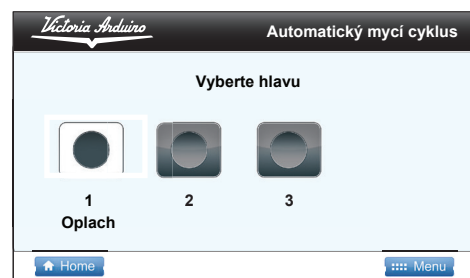 Victoria Arduino
Automatický mycí cyklus
Vyberte hlavu
1 2 3
Oplach
Home Menu